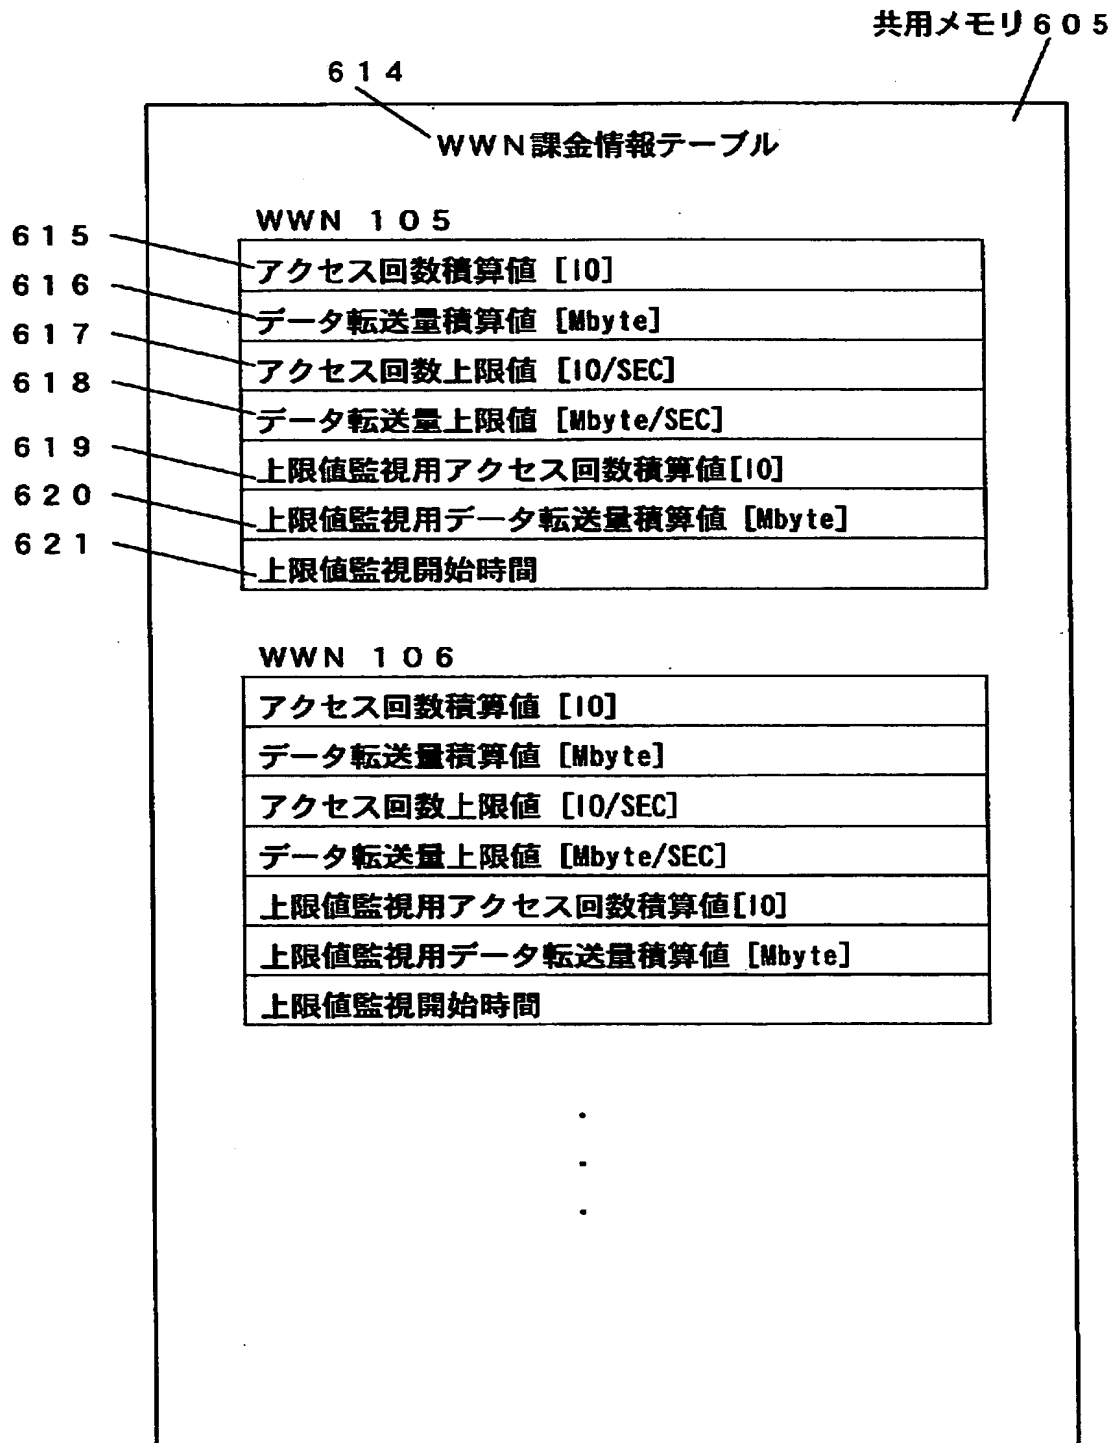 共用メモリ605
614
WWN課金情報テーブル
WWN 105
615
アクセス回数積算値 [IO]
616
データ転送量積算値 [Mbyte]
617
アクセス回数上限値 [IO/SEC]
618
データ転送量上限値 [Mbyte/SEC]
619
上限値監視用アクセス回数積算値[IO]
620
上限値監視用データ転送量積算値 [Mbyte]
621
上限値監視開始時間
WWN 106
アクセス回数積算値 [IO]
データ転送量積算値 [Mbyte]
アクセス回数上限値 [IO/SEC]
データ転送量上限値 [Mbyte/SEC]
上限値監視用アクセス回数積算値[IO]
上限値監視用データ転送量積算値 [Mbyte]
上限値監視開始時間